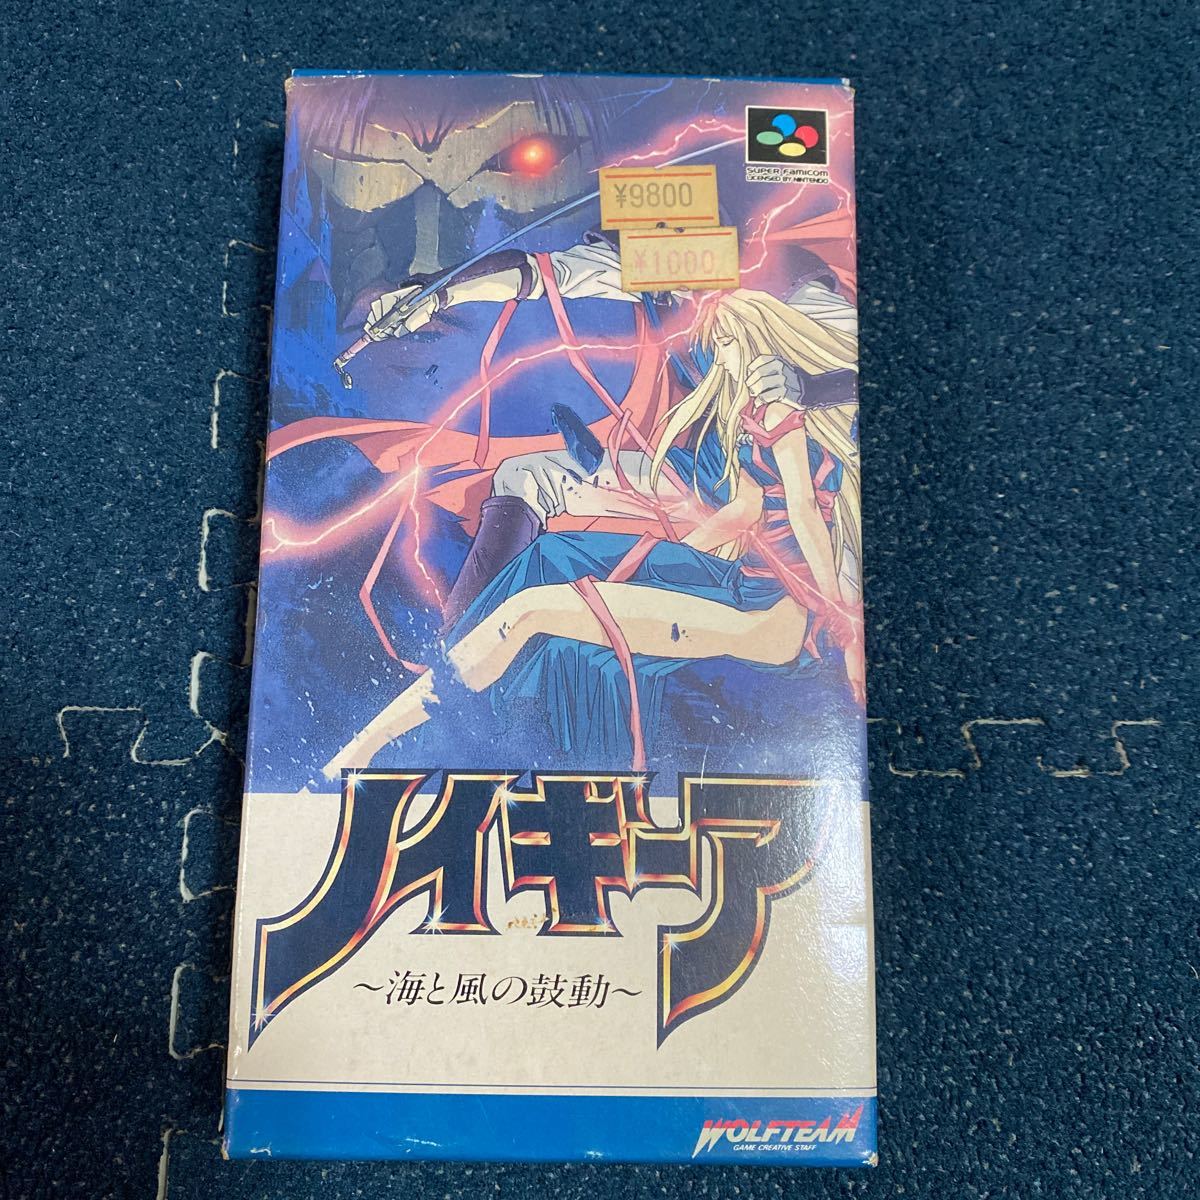 SUPER FAMICOM
LICENSED BY NINTENDO
¥9800
¥1000
ノイギーア
～海と風の鼓動～
WOLFTEAM
GAME CREATIVE STAFF